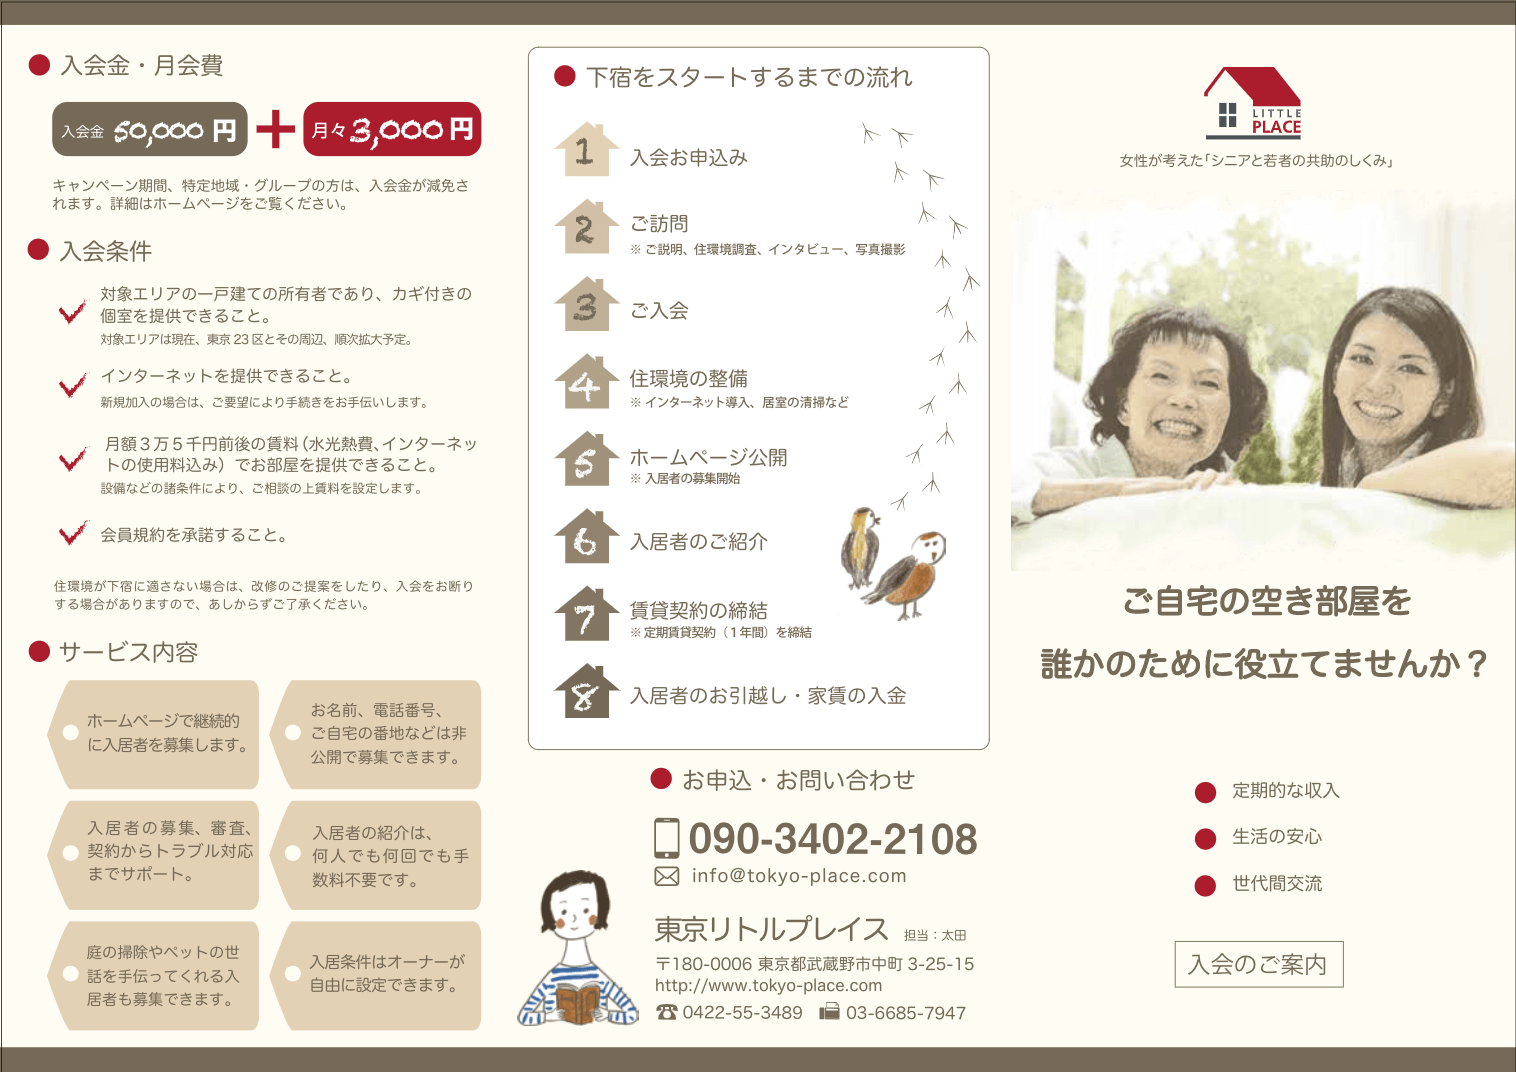 入会金・月会費
入会金 50,000 円 + 月々 3,000 円
キャンペーン期間、特定地域・グループの方は、入会金が減免さ
れます。詳細はホームページをご覧ください。
入会条件
対象エリアの一戸建ての所有者であり、カギ付きの
個室を提供できること。
対象エリアは現在、東京 23 区とその周辺、順次拡大予定。
インターネットを提供できること。
新規加入の場合は、ご要望により手続きをお手伝いします。
月額３万５千円前後の賃料（水光熱費、インターネッ
トの使用料込み）でお部屋を提供できること。
設備などの諸条件により、ご相談の上賃料を設定します。
会員規約を承諾すること。
住環境が下宿に適さない場合は、改修のご提案をしたり、入会をお断り
する場合がありますので、あしからずご了承ください。
サービス内容
ホームページで継続的
に入居者を募集します。
お名前、電話番号、
ご自宅の番地などは非
公開で募集できます。
入居者の募集、審査、
契約からトラブル対応
までサポート。
入居者の紹介は、
何人でも何回でも手
数料不要です。
庭の掃除やペットの世
話を手伝ってくれる入
居者も募集できます。
入居条件はオーナーが
自由に設定できます。
下宿をスタートするまでの流れ
1 入会お申込み
2 ご訪問
※ ご説明、住環境調査、インタビュー、写真撮影
3 ご入会
4 住環境の整備
※ インターネット導入、居室の清掃など
5 ホームページ公開
※ 入居者の募集開始
6 入居者のご紹介
7 賃貸契約の締結
※ 定期賃貸契約（１年間）を締結
8 入居者のお引越し・家賃の入金
お申込・お問い合わせ
090-3402-2108
info@tokyo-place.com
東京リトルプレイス 担当：太田
〒180-0006 東京都武蔵野市中町 3-25-15
http://www.tokyo-place.com
0422-55-3489 03-6685-7947
LITTLE
PLACE
女性が考えた「シニアと若者の共助のしくみ」
ご自宅の空き部屋を
誰かのために役立てませんか？
定期的な収入
生活の安心
世代間交流
入会のご案内